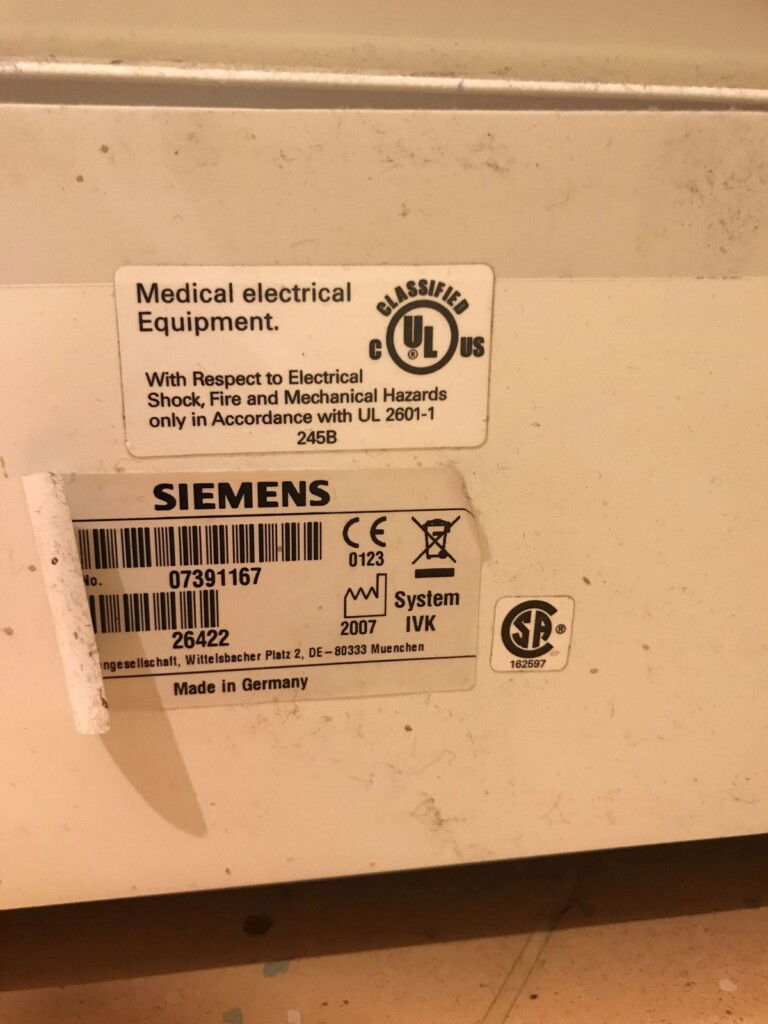 Medical electrical
Equipment.
CLASSIFIED
C UL ® US
With Respect to Electrical
Shock, Fire and Mechanical Hazards
only in Accordance with UL 2601-1
245B
SIEMENS
No. 07391167
CE
0123
26422
2007
System
IVK
ngesellschaft, Wittelsbacher Platz 2, DE-80333 Muenchen
Made in Germany
SA ®
162597